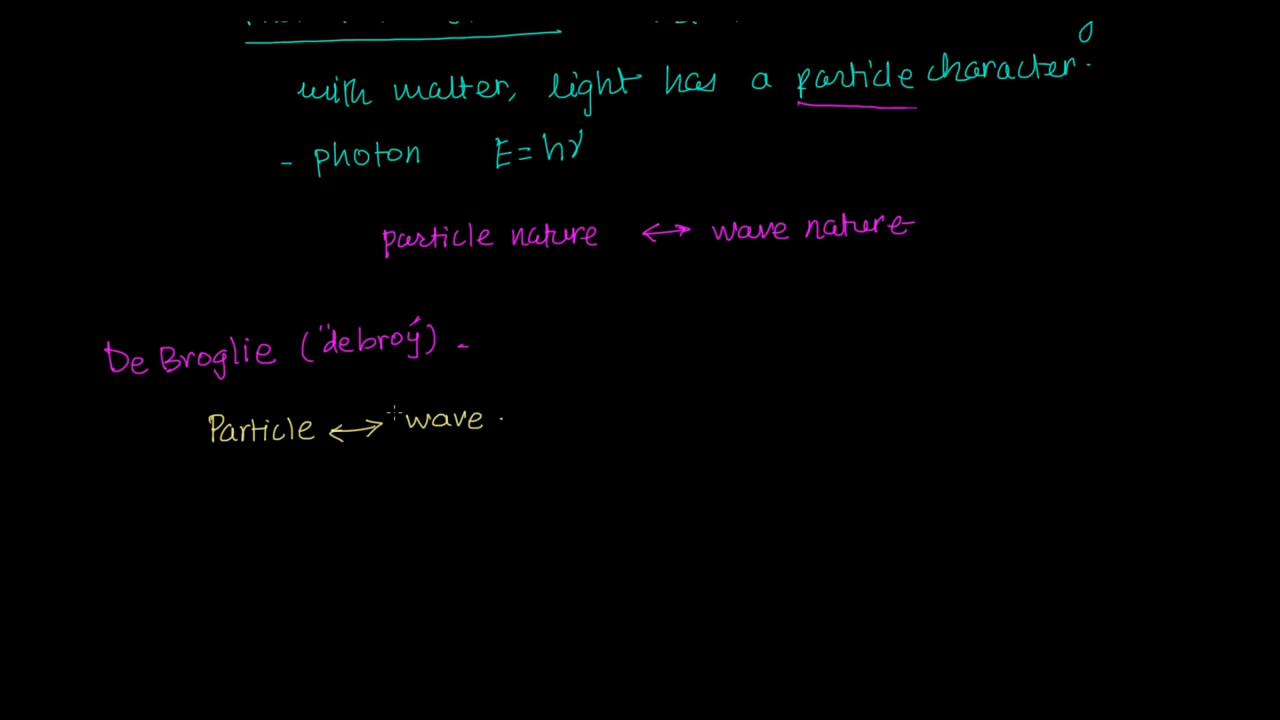 with matter, light has a particle character.
- photon E=hν
particle nature ↔ wave nature
De Broglie ("debroý) -
Particle ↔ wave.